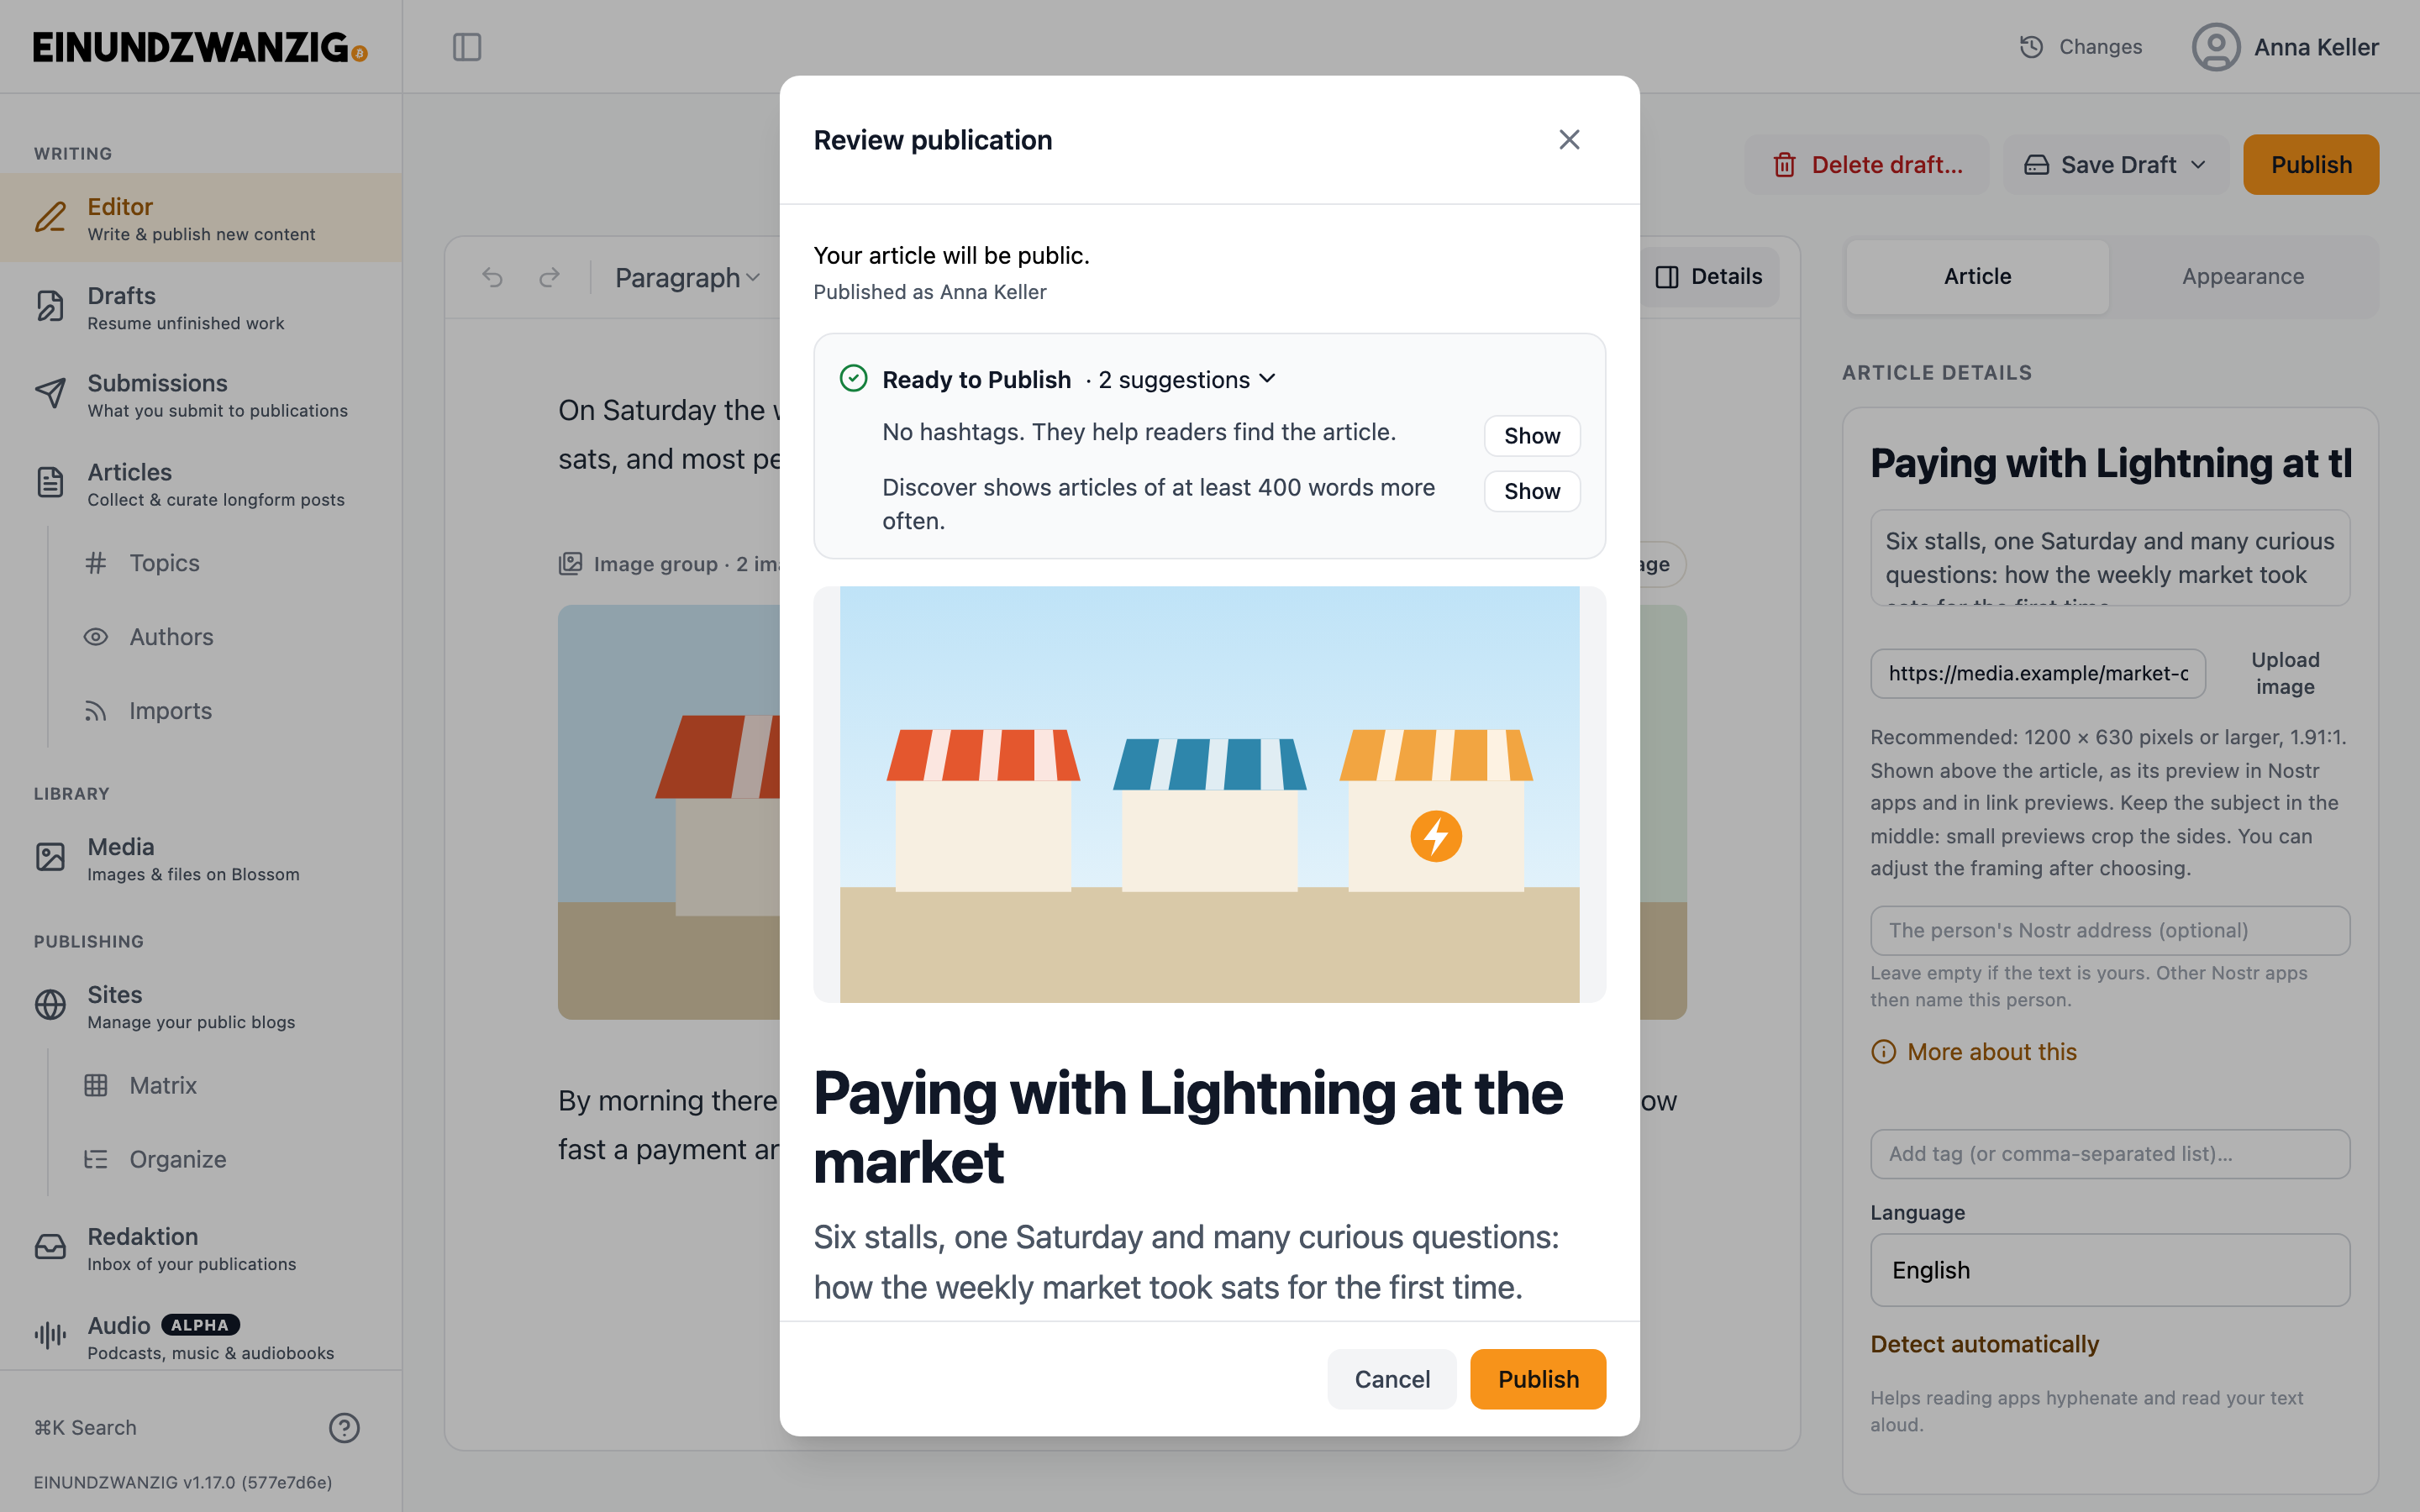 EINUNDZWANZIG
Changes
Anna Keller
WRITING
Editor
Write & publish new content
Drafts
Resume unfinished work
Submissions
What you submit to publications
Articles
Collect & curate longform posts
Topics
Authors
Imports
LIBRARY
Media
Images & files on Blossom
PUBLISHING
Sites
Manage your public blogs
Matrix
Organize
Redaktion
Inbox of your publications
Audio ALPHA
Podcasts, music & audiobooks
⌘K Search
EINUNDZWANZIG v1.17.0 (577e7d6e)
Delete draft...
Save Draft
Publish
Paragraph
Details
On Saturday the
sats, and most
Image group · 2
By morning there
ow
fast a payment
Review publication
Your article will be public.
Published as Anna Keller
Ready to Publish · 2 suggestions
No hashtags. They help readers find the article.
Show
Discover shows articles of at least 400 words more
often.
Show
Paying with Lightning at the
market
Six stalls, one Saturday and many curious questions:
how the weekly market took sats for the first time.
Cancel
Publish
Article
Appearance
ARTICLE DETAILS
Paying with Lightning at
Six stalls, one Saturday and many curious
questions: how the weekly market took
sats for the first time
https://media.example/market-c
Upload
image
Recommended: 1200 × 630 pixels or larger, 1.91:1.
Shown above the article, as its preview in Nostr
apps and in link previews. Keep the subject in the
middle: small previews crop the sides. You can
adjust the framing after choosing.
The person's Nostr address (optional)
Leave empty if the text is yours. Other Nostr apps
then name this person.
More about this
Add tag (or comma-separated list)...
Language
English
Detect automatically
Helps reading apps hyphenate and read your text
aloud.